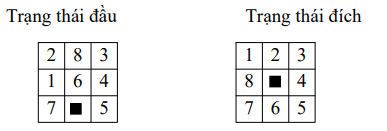 Trạng thái đầu Trạng thái đích
2 8 3 1 2 3
1 6 4 8 ■ 4
7 ■ 5 7 6 5